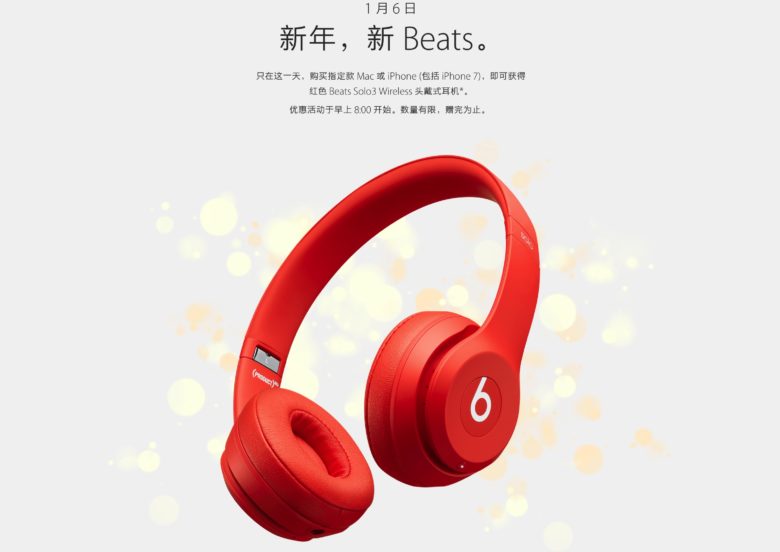 1月6日
新年，新 Beats。
只在这一天，购买指定款 Mac 或 iPhone (包括 iPhone 7)，即可获得
红色 Beats Solo3 Wireless 头戴式耳机*。
优惠活动于早上 8:00 开始。数量有限，赠完为止。
solo
(PRODUCT)